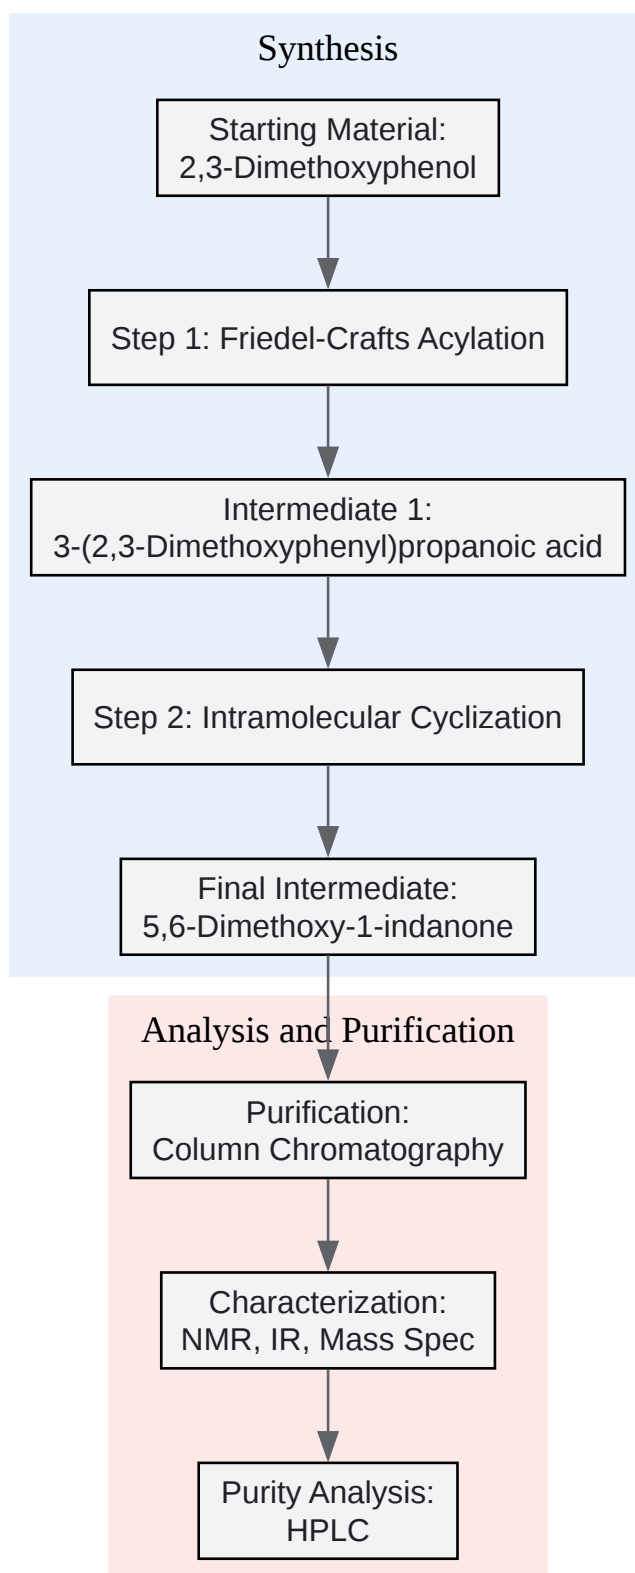 Synthesis
Starting Material:
2,3-Dimethoxyphenol
Step 1: Friedel-Crafts Acylation
Intermediate 1:
3-(2,3-Dimethoxyphenyl)propanoic acid
Step 2: Intramolecular Cyclization
Final Intermediate:
5,6-Dimethoxy-1-indanone
Analysis and Purification
Purification:
Column Chromatography
Characterization:
NMR, IR, Mass Spec
Purity Analysis:
HPLC